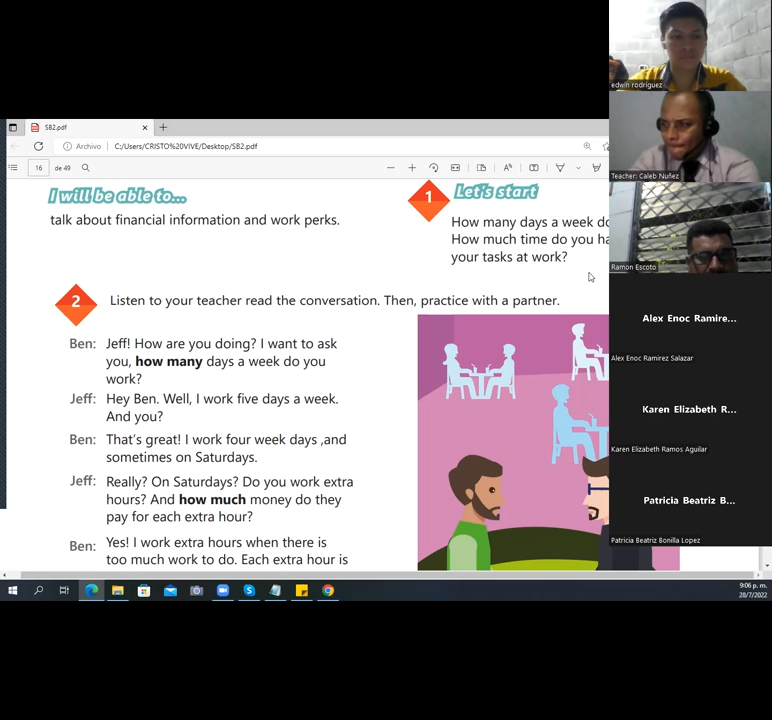 SB2.pdf
Archivo
C:/Users/CRISTO%20VIVE/Desktop/SB2.pdf
16 de 49
I will be able to...
talk about financial information and work perks.
1 Let's start
How many days a week do
How much time do you ha
your tasks at work?
2 Listen to your teacher read the conversation. Then, practice with a partner.
Ben: Jeff! How are you doing? I want to ask
you, how many days a week do you
work?
Jeff: Hey Ben. Well, I work five days a week.
And you?
Ben: That's great! I work four week days ,and
sometimes on Saturdays.
Jeff: Really? On Saturdays? Do you work extra
hours? And how much money do they
pay for each extra hour?
Ben: Yes! I work extra hours when there is
too much work to do. Each extra hour is
edwin rodriguez
Teacher: Caleb Nuñez
Ramon Escoto
Alex Enoc Ramire...
Alex Enoc Ramirez Salazar
Karen Elizabeth R...
Karen Elizabeth Ramos Aguilar
Patricia Beatriz B...
Patricia Beatriz Bonilla Lopez
9:06 p. m.
28/7/2022